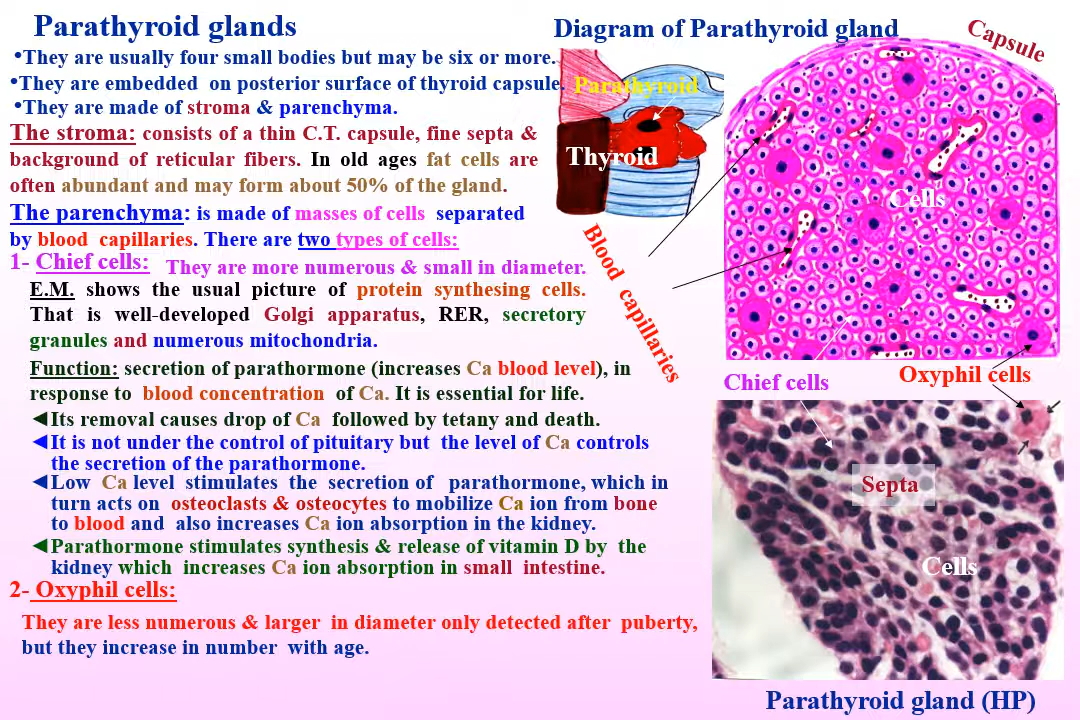 Parathyroid glands
•They are usually four small bodies but may be six or more.
•They are embedded on posterior surface of thyroid capsule.
•They are made of stroma & parenchyma.
The stroma: consists of a thin C.T. capsule, fine septa &
background of reticular fibers. In old ages fat cells are
often abundant and may form about 50% of the gland.
The parenchyma: is made of masses of cells separated
by blood capillaries. There are two types of cells:
1- Chief cells: They are more numerous & small in diameter.
E.M. shows the usual picture of protein synthesing cells.
That is well-developed Golgi apparatus, RER, secretory
granules and numerous mitochondria.
Function: secretion of parathormone (increases Ca blood level), in
response to blood concentration of Ca. It is essential for life.
◄Its removal causes drop of Ca followed by tetany and death.
◄It is not under the control of pituitary but the level of Ca controls
the secretion of the parathormone.
◄Low Ca level stimulates the secretion of parathormone, which in
turn acts on osteoclasts & osteocytes to mobilize Ca ion from bone
to blood and also increases Ca ion absorption in the kidney.
◄Parathormone stimulates synthesis & release of vitamin D by the
kidney which increases Ca ion absorption in small intestine.
2- Oxyphil cells:
They are less numerous & larger in diameter only detected after puberty,
but they increase in number with age.
Diagram of Parathyroid gland
Capsule
Parathyroid
Thyroid
Cells
Blood capillaries
Chief cells
Oxyphil cells
Septa
Cells
Parathyroid gland (HP)